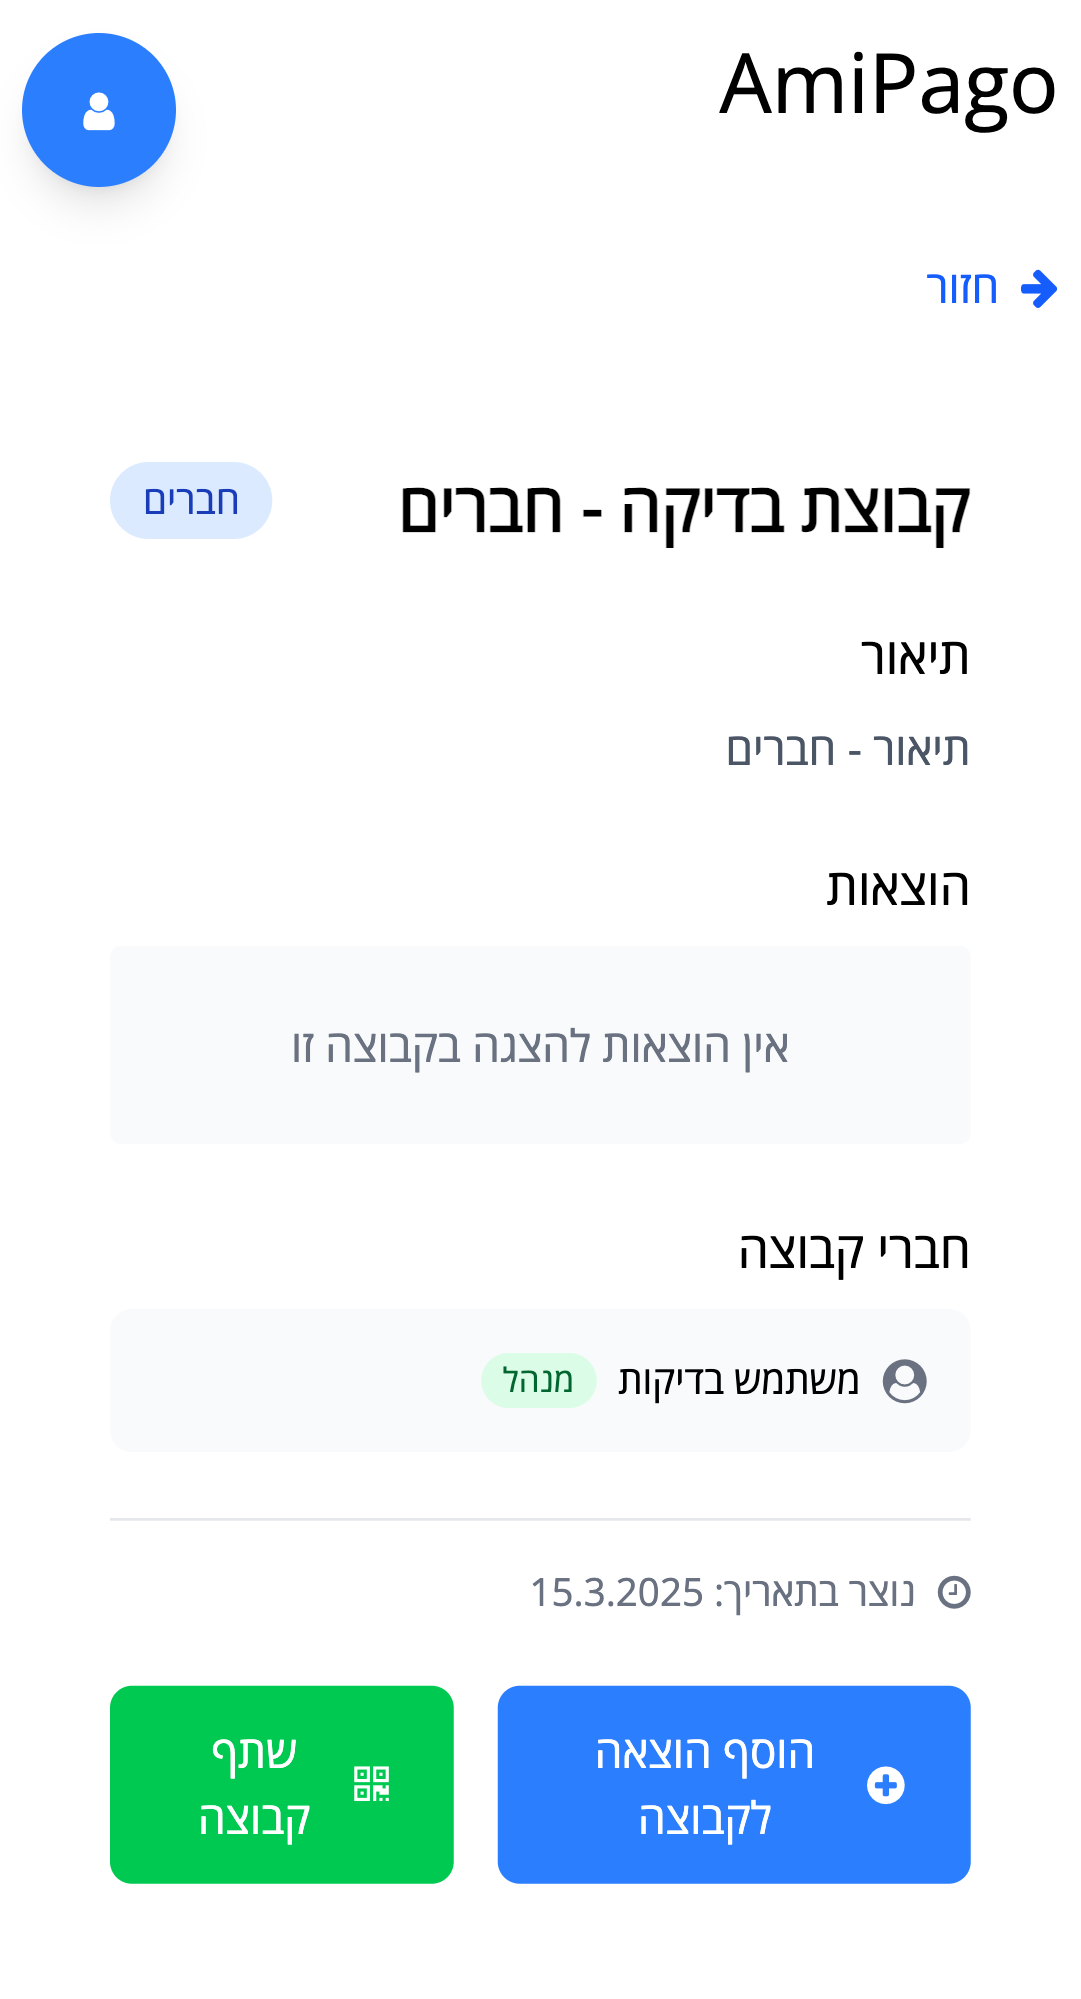 AmiPago
חזור
קבוצת בדיקה - חברים
חברים
תיאור
תיאור - חברים
הוצאות
אין הוצאות להצגה בקבוצה זו
חברי קבוצה
משתמש בדיקות מנהל
נוצר בתאריך: 15.3.2025
הוסף הוצאה
לקבוצה
שתף
קבוצה